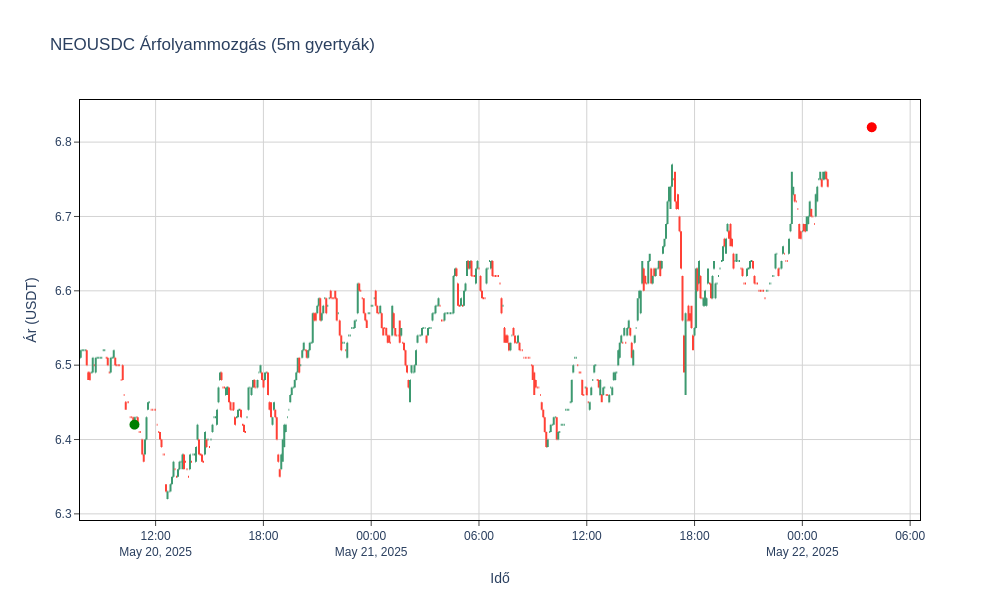 NEOUSDC Árfolyammozgás (5m gyertyák)
6.8
6.7
6.6
6.5
6.4
6.3
Ár (USDT)
12:00
May 20, 2025
18:00
00:00
May 21, 2025
06:00
12:00
18:00
00:00
May 22, 2025
06:00
Idő